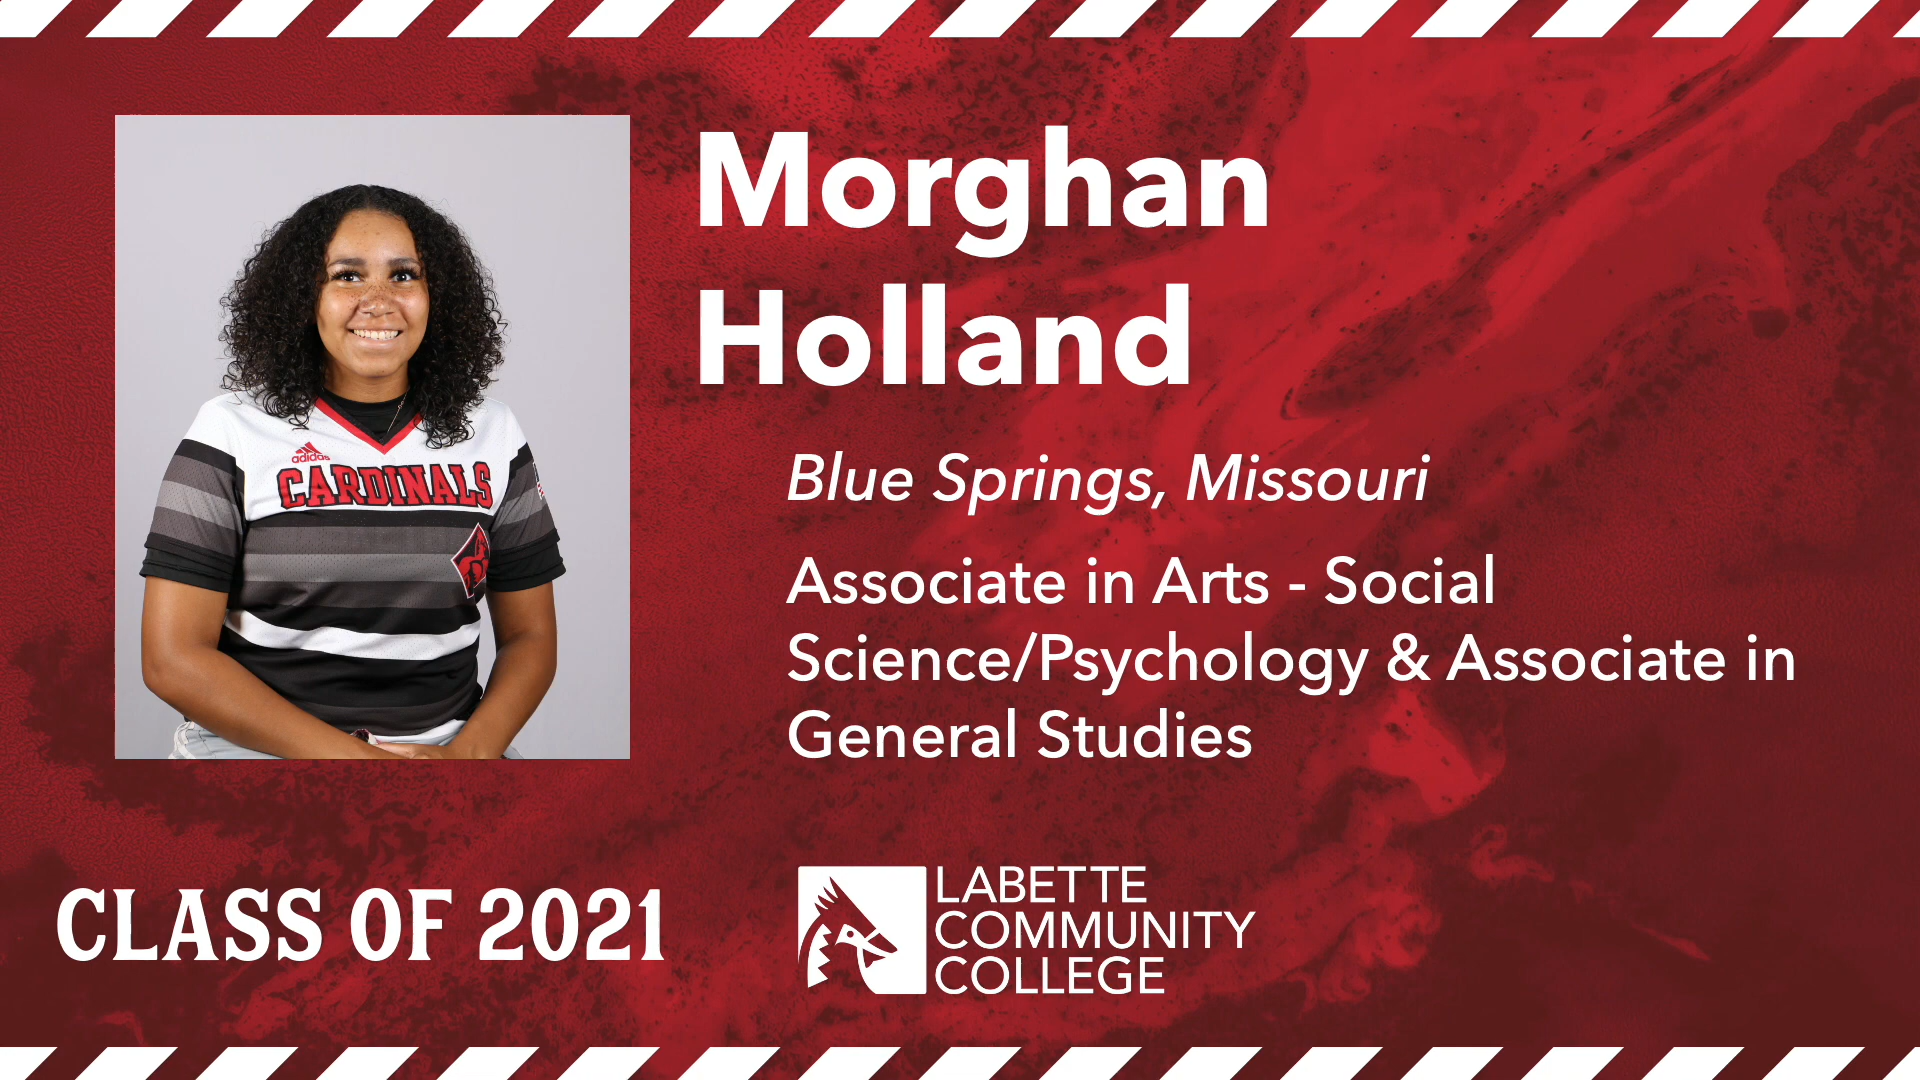 Morghan
Holland
Blue Springs, Missouri
Associate in Arts - Social
Science/Psychology & Associate in
General Studies
adidas
CARDINALS
CLASS OF 2021
LABETTE
COMMUNITY
COLLEGE